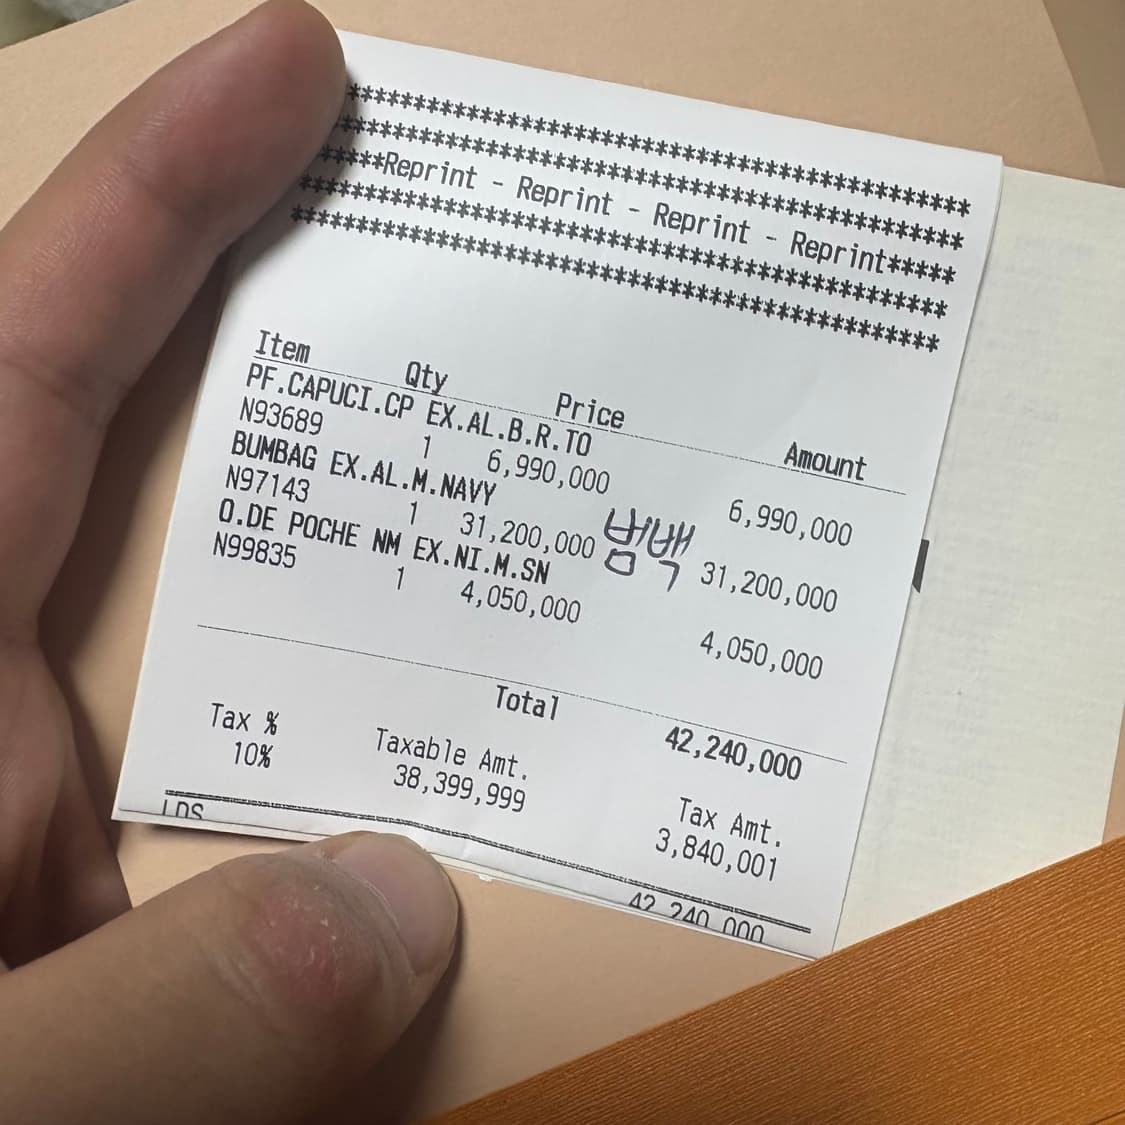 **************************************************
**************************************************
*****Reprint - Reprint - Reprint - Reprint*****
**************************************************
**************************************************
Item Qty Price Amount
PF.CAPUCI.CP EX.AL.B.R.TO
N93689 1 6,990,000 6,990,000
BUMBAG EX.AL.M.NAVY
N97143 1 31,200,000 범백 31,200,000
O.DE POCHE NM EX.NI.M.SN
N99835 1 4,050,000 4,050,000
Total 42,240,000
Tax % Taxable Amt. Tax Amt.
10% 38,399,999 3,840,001
LDS 42,240,000